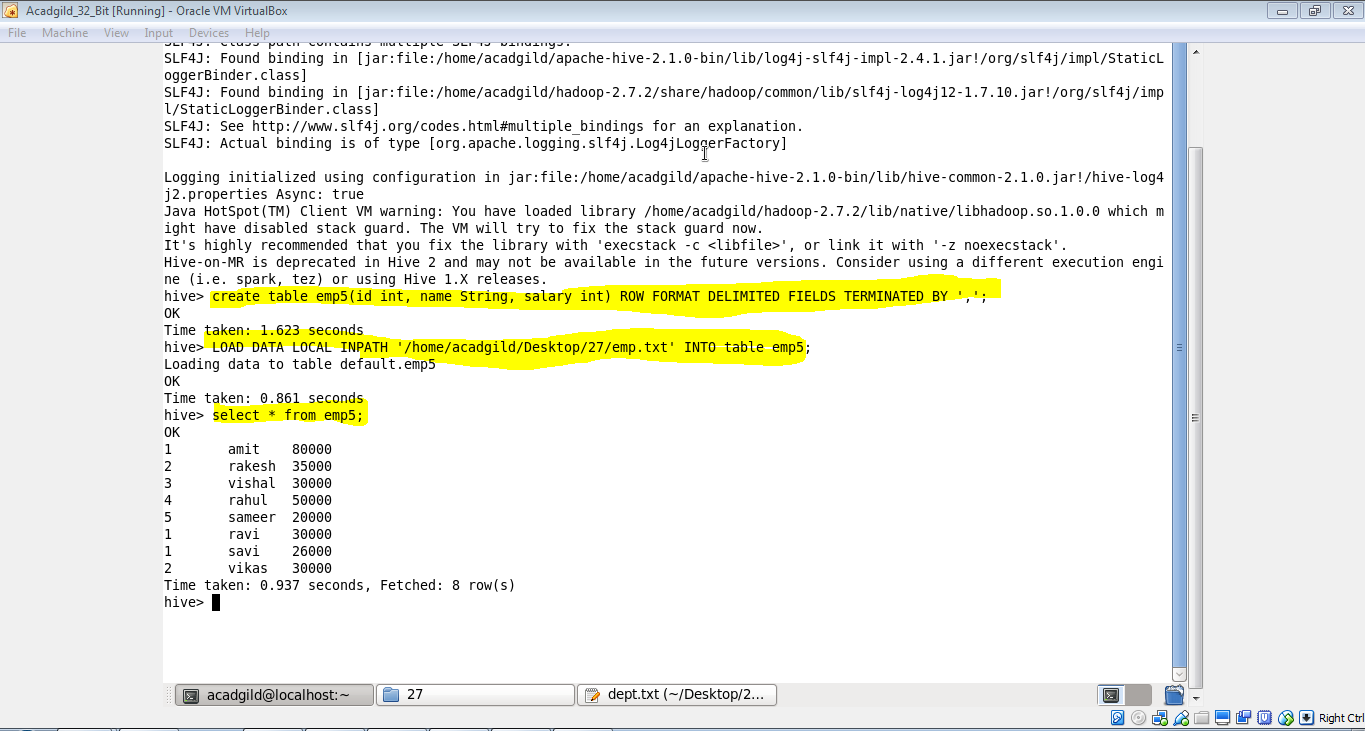 Acadgild_32_Bit [Running] - Oracle VM VirtualBox
File Machine View Input Devices Help
SLF4J: Class path contains multiple SLF4J bindings.
SLF4J: Found binding in [jar:file:/home/acadgild/apache-hive-2.1.0-bin/lib/log4j-slf4j-impl-2.4.1.jar!/org/slf4j/impl/StaticL
oggerBinder.class]
SLF4J: Found binding in [jar:file:/home/acadgild/hadoop-2.7.2/share/hadoop/common/lib/slf4j-log4j12-1.7.10.jar!/org/slf4j/imp
l/StaticLoggerBinder.class]
SLF4J: See http://www.slf4j.org/codes.html#multiple_bindings for an explanation.
SLF4J: Actual binding is of type [org.apache.logging.slf4j.Log4jLoggerFactory]
Logging initialized using configuration in jar:file:/home/acadgild/apache-hive-2.1.0-bin/lib/hive-common-2.1.0.jar!/hive-log4
j2.properties Async: true
Java HotSpot(TM) Client VM warning: You have loaded library /home/acadgild/hadoop-2.7.2/lib/native/libhadoop.so.1.0.0 which m
ight have disabled stack guard. The VM will try to fix the stack guard now.
It's highly recommended that you fix the library with 'execstack -c <libfile>', or link it with '-z noexecstack'.
Hive-on-MR is deprecated in Hive 2 and may not be available in the future versions. Consider using a different execution engi
ne (i.e. spark, tez) or using Hive 1.X releases.
hive> create table emp5(id int, name String, salary int) ROW FORMAT DELIMITED FIELDS TERMINATED BY ',';
OK
Time taken: 1.623 seconds
hive> LOAD DATA LOCAL INPATH '/home/acadgild/Desktop/27/emp.txt' INTO table emp5;
Loading data to table default.emp5
OK
Time taken: 0.861 seconds
hive> select * from emp5;
OK
1 amit 80000
2 rakesh 35000
3 vishal 30000
4 rahul 50000
5 sameer 20000
1 ravi 30000
1 savi 26000
2 vikas 30000
Time taken: 0.937 seconds, Fetched: 8 row(s)
hive>
acadgild@localhost:~ 27 dept.txt (~/Desktop/2...
Right Ctrl